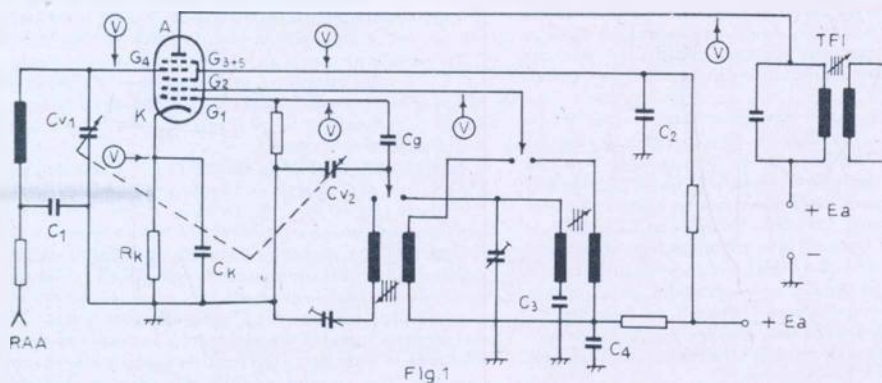 V
A
V
V
TFI
G4
G3+5
G2
G1
K
Cv1
V
V
V
Cg
C2
Cv2
+ Ea
-
C1
RK
CK
C3
RAA
C4
+ Ea
Fig.1